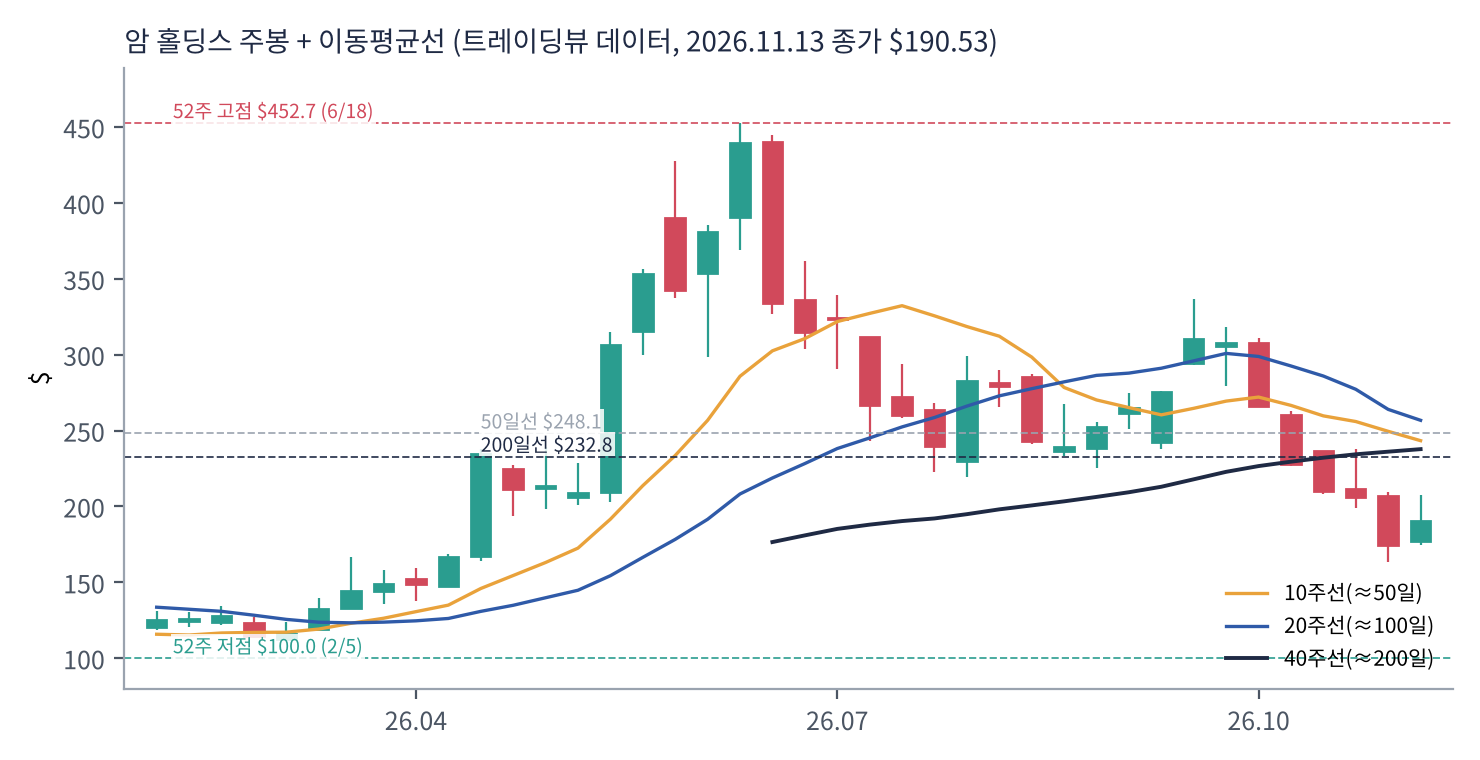 암 홀딩스 주봉 + 이동평균선 (트레이딩뷰 데이터, 2026.11.13 종가 $190.53)
52주 고점 $452.7 (6/18)
450
400
350
300
250
200
150
100
$
50일선 $248.1
200일선 $232.8
52주 저점 $100.0 (2/5)
10주선(≈50일)
20주선(≈100일)
40주선(≈200일)
26.04
26.07
26.10